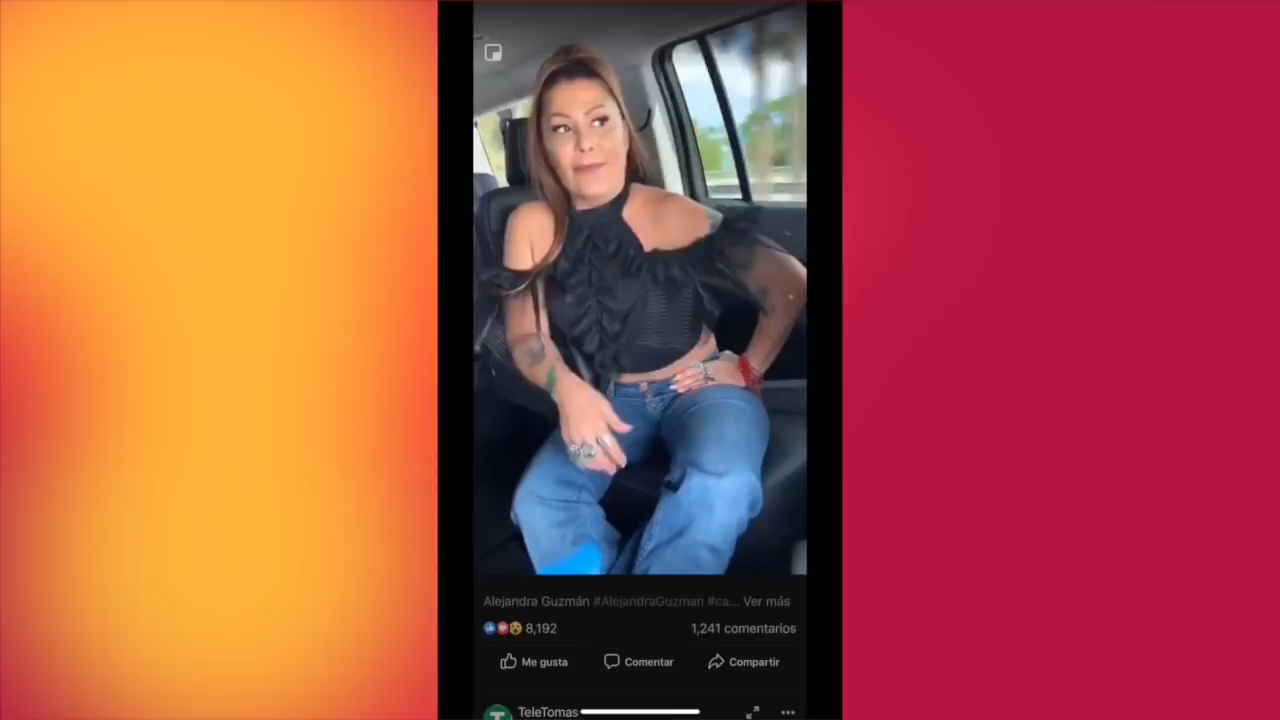 Alejandra Guzmán #AlejandraGuzman #ca... Ver más
8,192 1,241 comentarios
Me gusta Comentar Compartir
TeleTomas